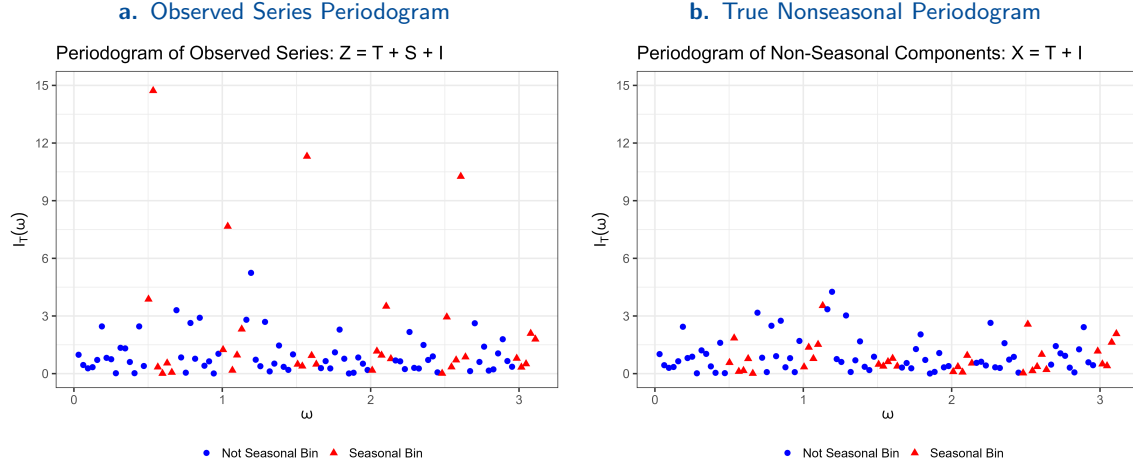 a. Observed Series Periodogram
Periodogram of Observed Series: Z = T + S + I
15
12
9
6
3
0
I_T(ω)
0 1 2 3
ω
Not Seasonal Bin Seasonal Bin
b. True Nonseasonal Periodogram
Periodogram of Non-Seasonal Components: X = T + I
15
12
9
6
3
0
I_T(ω)
0 1 2 3
ω
Not Seasonal Bin Seasonal Bin